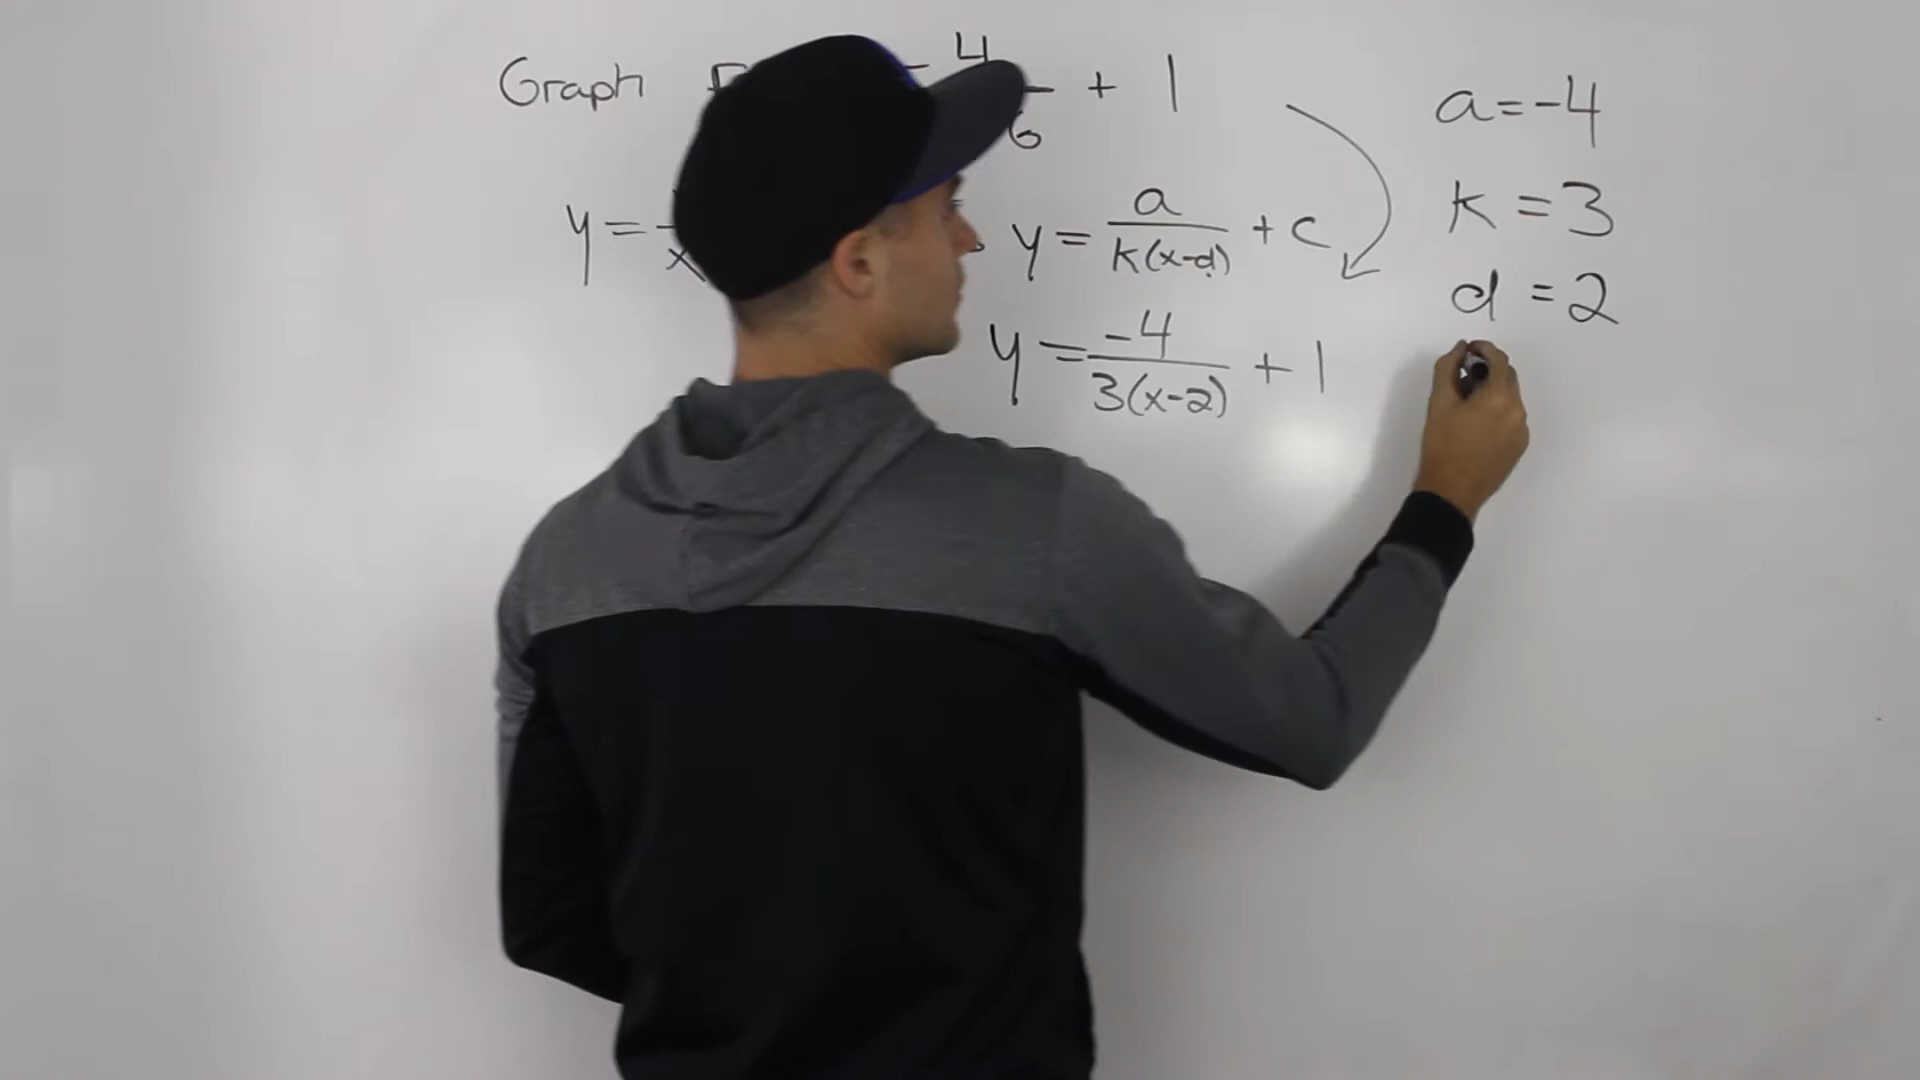 Graph - 4 / 6 + 1
y = / x y = a / k(x-d) + c
y = -4 / 3(x-2) + 1
a = -4
k = 3
d = 2